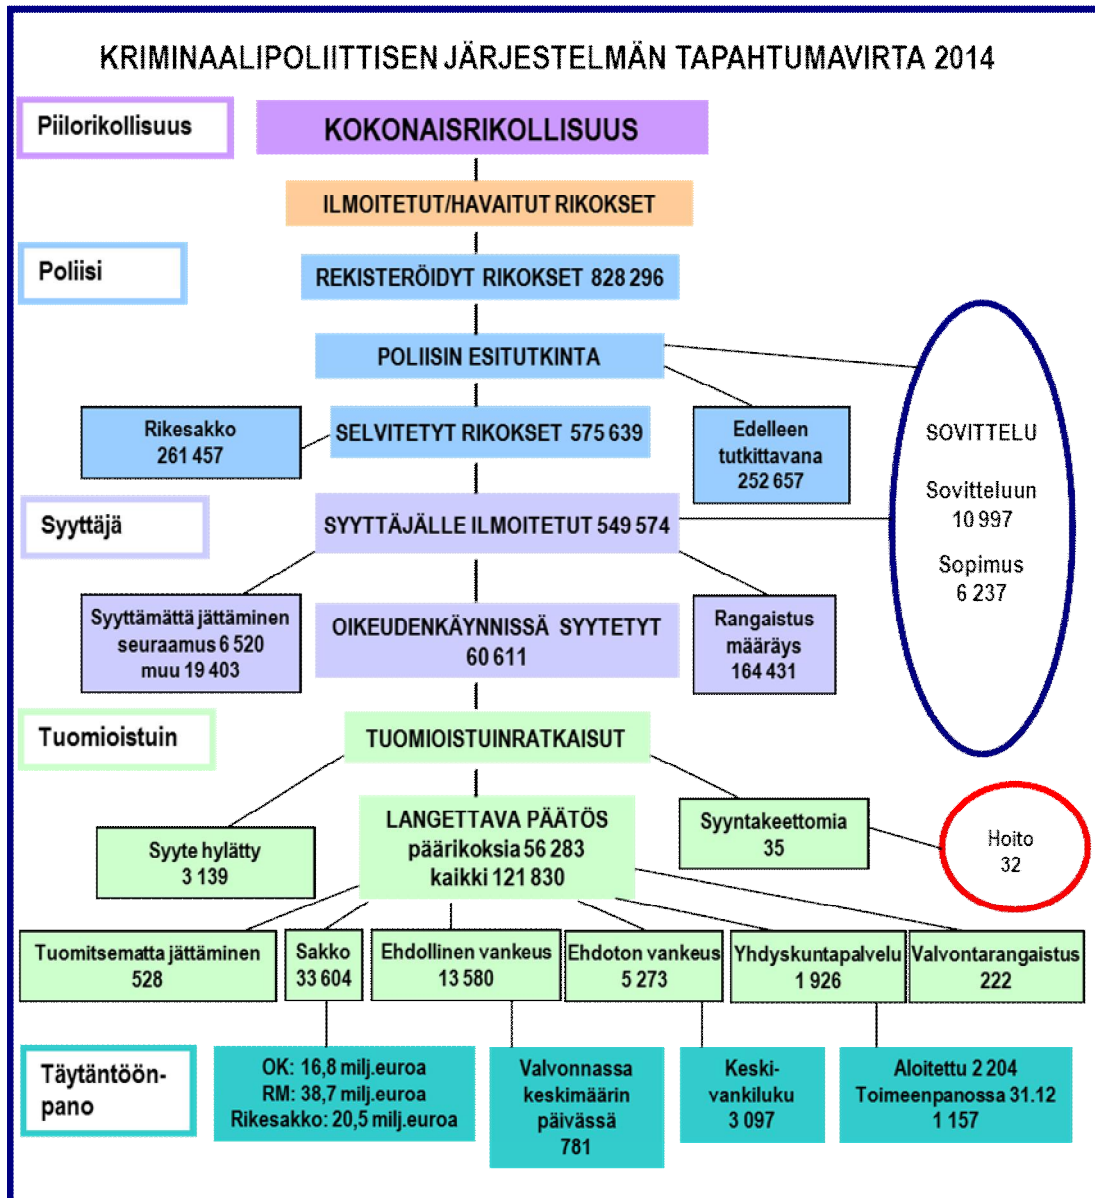 KRIMINAALIPOLIITTISEN JÄRJESTELMÄN TAPAHTUMAVIRTA 2014
Piilorikollisuus
KOKONAISRIKOLLISUUS
ILMOITETUT/HAVAITUT RIKOKSET
Poliisi
REKISTERÖIDYT RIKOKSET 828 296
POLIISIN ESITUTKINTA
Rikesakko
261 457
SELVITETYT RIKOKSET 575 639
Edelleen
tutkittavana
252 657
SOVITTELU
Sovitteluun
10 997
Sopimus
6 237
Syyttäjä
SYYTTÄJÄLLE ILMOITETUT 549 574
Syyttämättä jättäminen
seuraamus 6 520
muu 19 403
OIKEUDENKÄYNNISSÄ SYYTETYT
60 611
Rangaistus
määräys
164 431
Tuomioistuin
TUOMIOISTUINRATKAISUT
Syyte hylätty
3 139
LANGETTAVA PÄÄTÖS
päärikoksia 56 283
kaikki 121 830
Syyntakeettomia
35
Hoito
32
Tuomitsematta jättäminen
528
Sakko
33 604
Ehdollinen vankeus
13 580
Ehdoton vankeus
5 273
Yhdyskuntapalvelu
1 926
Valvontarangaistus
222
Täytäntöön-
pano
OK: 16,8 milj.euroa
RM: 38,7 milj.euroa
Rikesakko: 20,5 milj.euroa
Valvonnassa
keskimäärin
päivässä
781
Keski-
vankiluku
3 097
Aloitettu 2 204
Toimeenpanossa 31.12
1 157